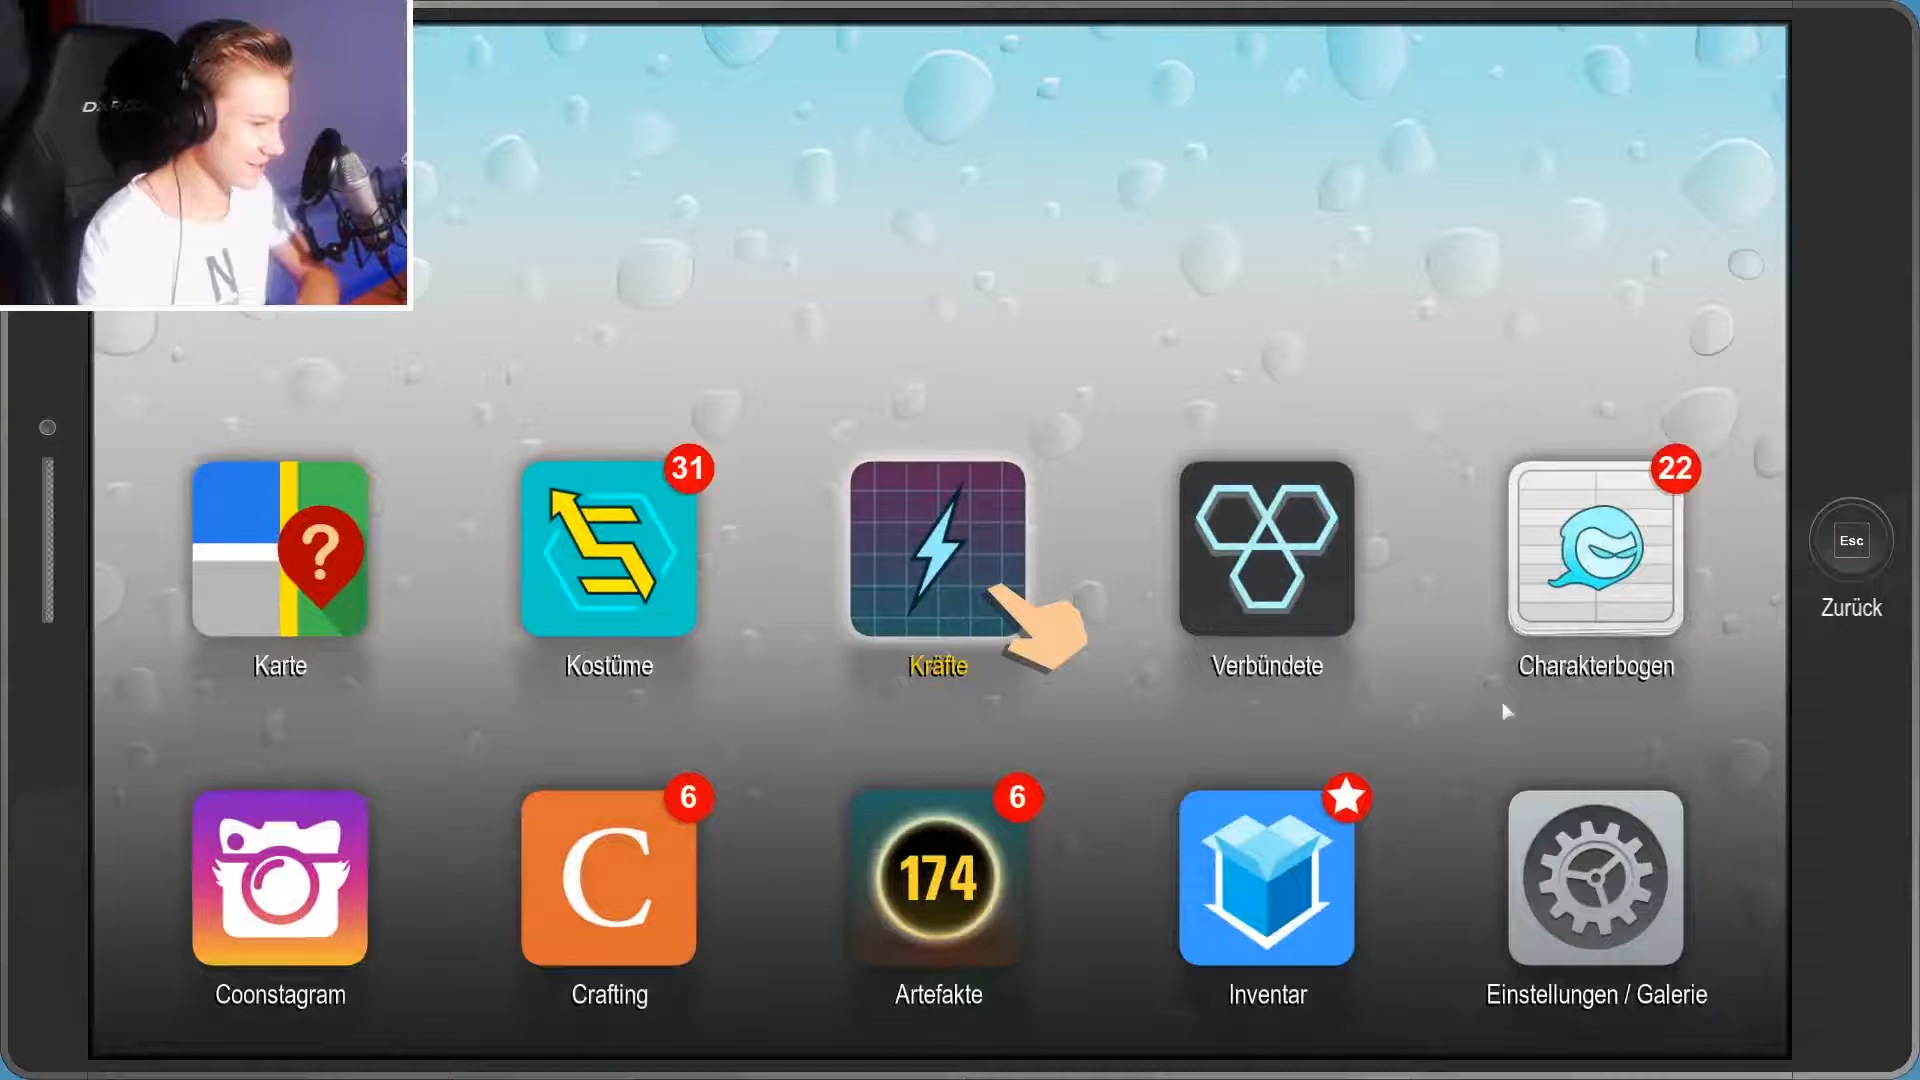 N
31
22
?
Esc
Zurück
Karte
Kostüme
Kräfte
Verbündete
Charakterbogen
6
6
C
174
Coonstagram
Crafting
Artefakte
Inventar
Einstellungen / Galerie